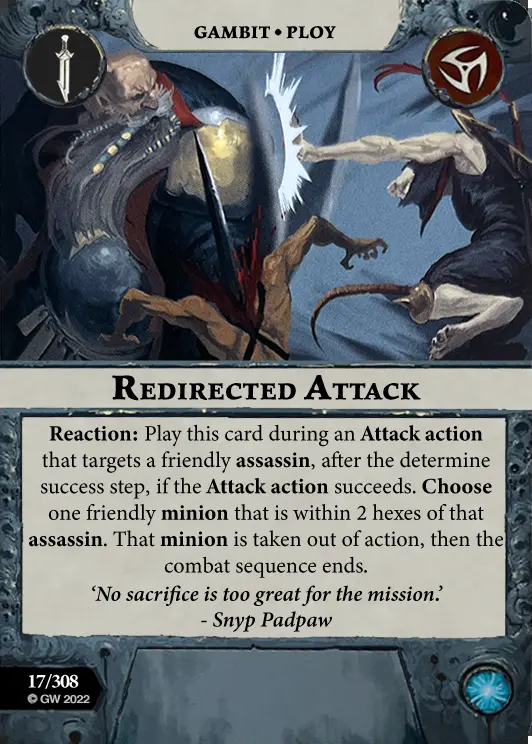 GAMBIT • PLOY
REDIRECTED ATTACK
Reaction: Play this card during an Attack action
that targets a friendly assassin, after the determine
success step, if the Attack action succeeds. Choose
one friendly minion that is within 2 hexes of that
assassin. That minion is taken out of action, then the
combat sequence ends.
‘No sacrifice is too great for the mission.’
- Snyp Padpaw
17/308
© GW 2022